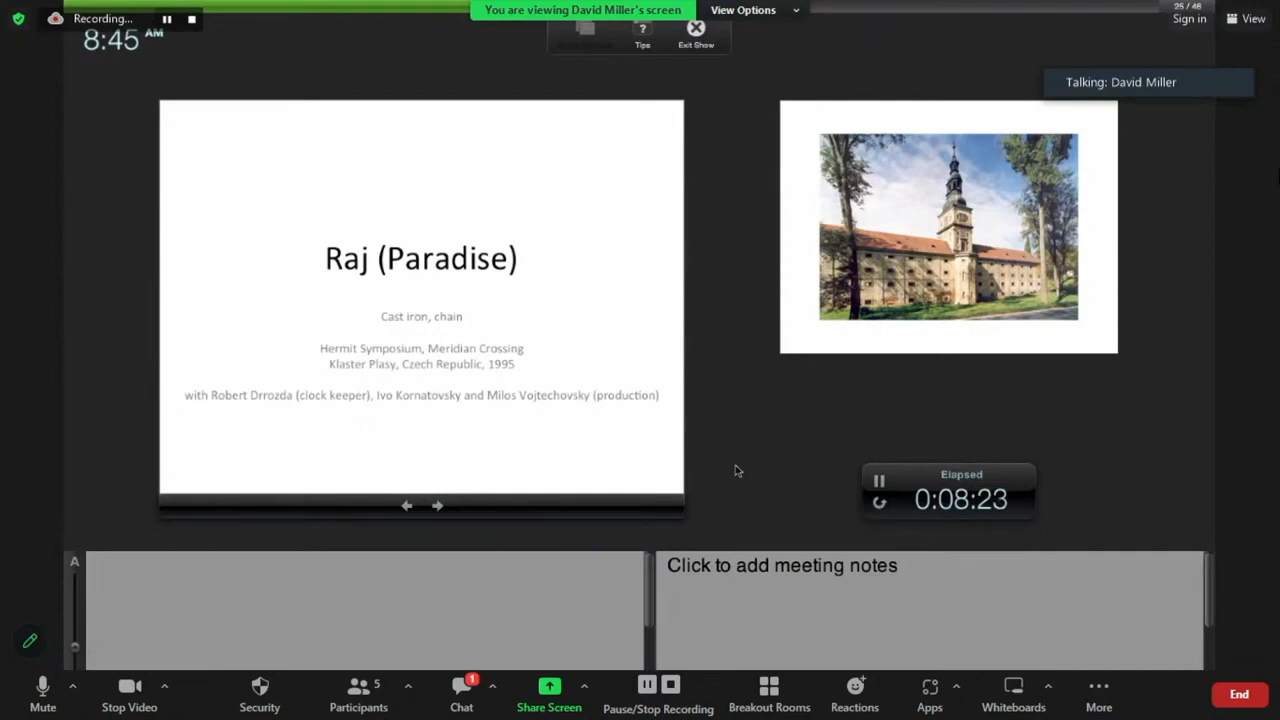 Recording...
You are viewing David Miller's screen
View Options
25 / 46
Sign in
View
8:45 AM
Tips
Exit Show
Talking: David Miller
Raj (Paradise)
Cast iron, chain
Hermit Symposium, Meridian Crossing
Klaster Plasy, Czech Republic, 1995
with Robert Drrozda (clock keeper), Ivo Kornatovsky and Milos Vojtechovsky (production)
Elapsed
0:08:23
A
Click to add meeting notes
5
1
Mute
Stop Video
Security
Participants
Chat
Share Screen
Pause/Stop Recording
Breakout Rooms
Reactions
Apps
Whiteboards
More
End